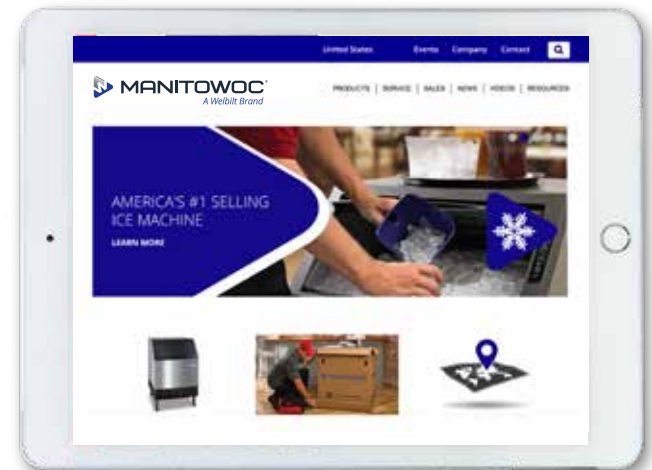 United States Events Company Contact
MANITOWOC®
A Welbilt Brand
PRODUCTS | SERVICE | SALES | NEWS | VIDEOS | RESOURCES
AMERICA'S #1 SELLING
ICE MACHINE
LEARN MORE